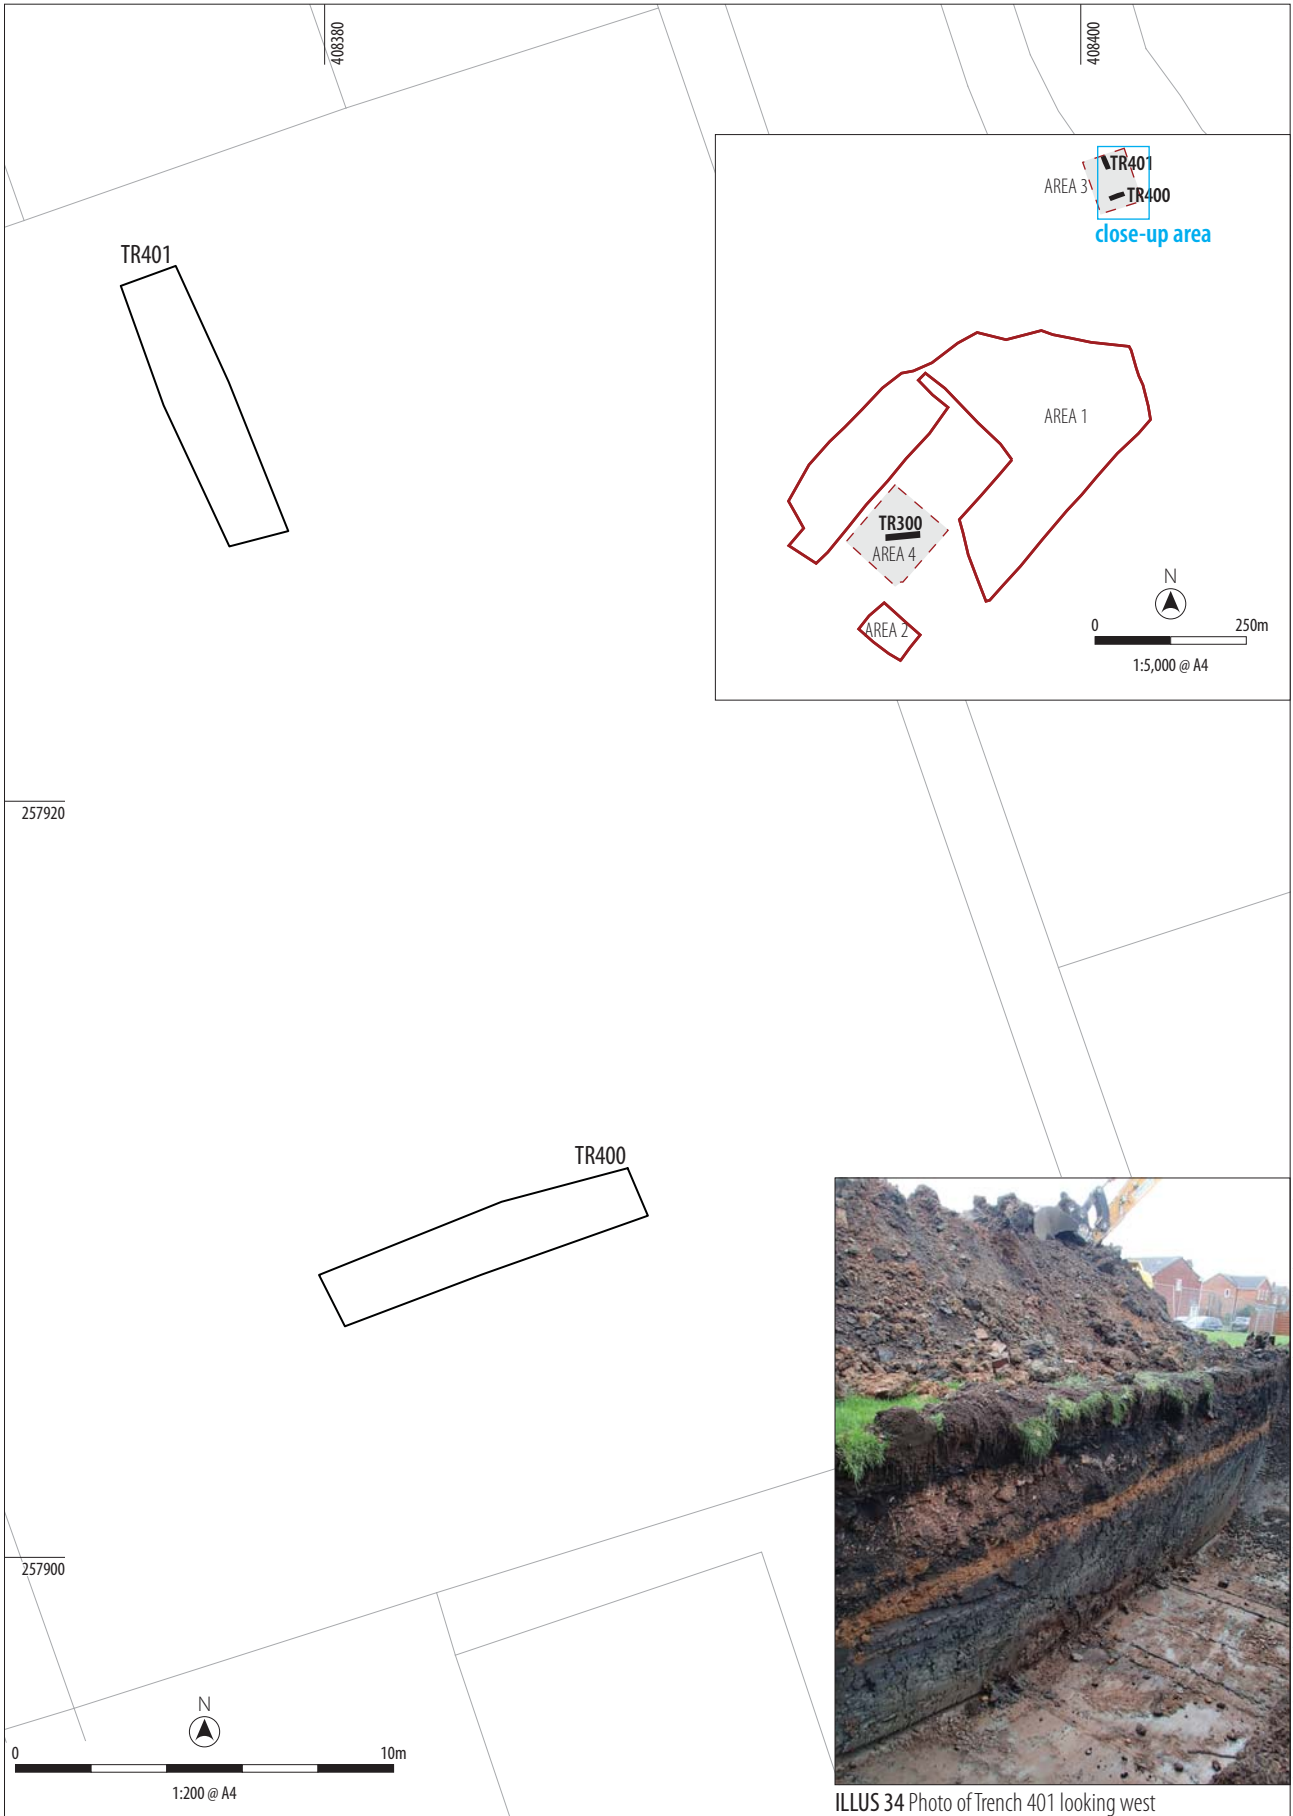 408380
408400
TR401
AREA 3
TR400
close-up area
TR401
AREA 1
TR300
AREA 4
N
AREA 2
0 250m
1:5,000 @ A4
257920
TR400
257900
N
0 10m
1:200 @ A4
ILLUS 34 Photo of Trench 401 looking west